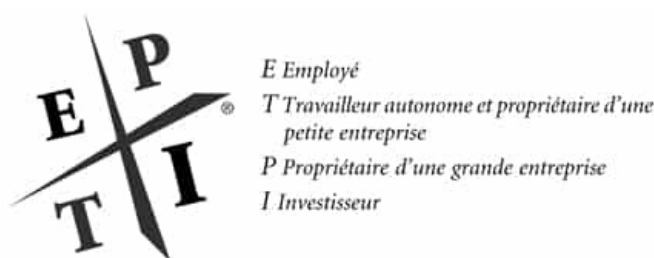 E P
T I
®
E Employé
T Travailleur autonome et propriétaire d'une
petite entreprise
P Propriétaire d'une grande entreprise
I Investisseur